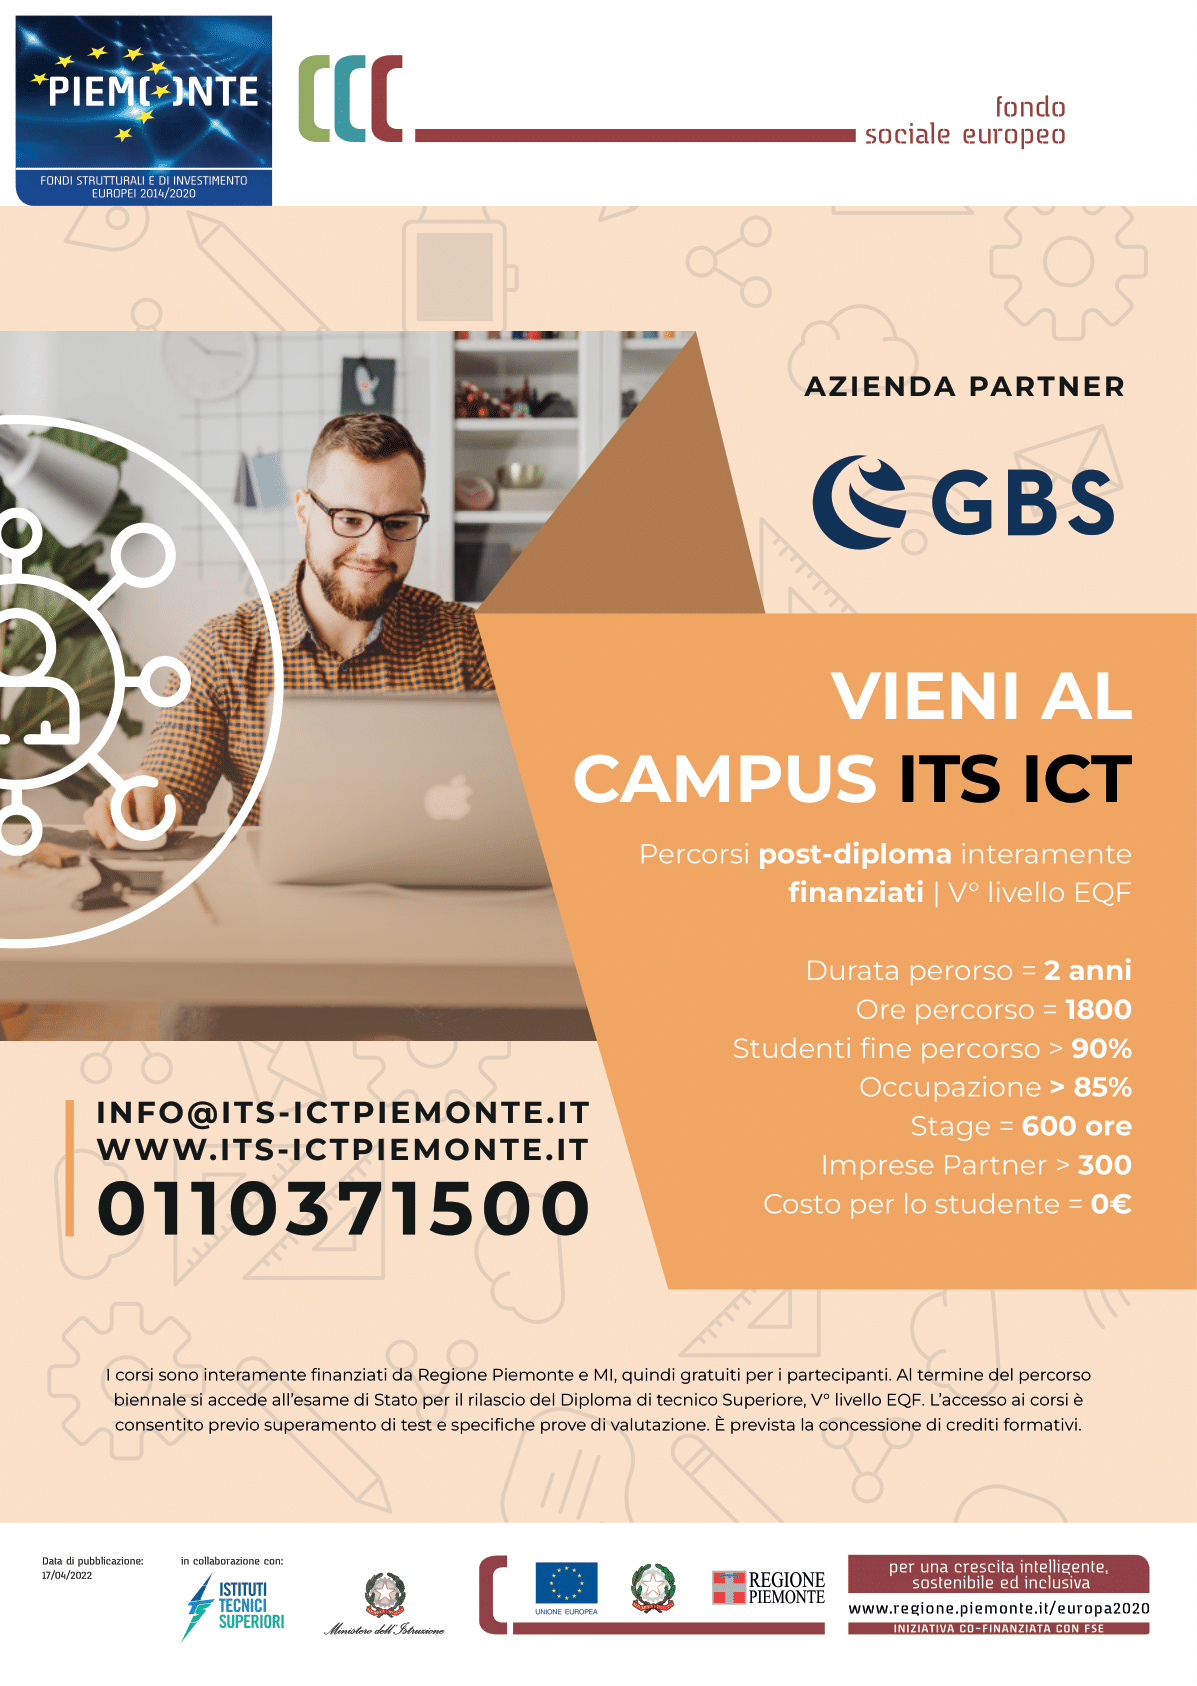 PIEMONTE
FONDI STRUTTURALI E DI INVESTIMENTO
EUROPEI 2014/2020
fondo
sociale europeo
AZIENDA PARTNER
GBS
VIENI AL
CAMPUS ITS ICT
Percorsi post-diploma interamente
finanziati | V° livello EQF
Durata perorso = 2 anni
Ore percorso = 1800
Studenti fine percorso > 90%
Occupazione > 85%
Stage = 600 ore
Imprese Partner > 300
Costo per lo studente = 0€
INFO@ITS-ICTPIEMONTE.IT
WWW.ITS-ICTPIEMONTE.IT
0110371500
I corsi sono interamente finanziati da Regione Piemonte e MI, quindi gratuiti per i partecipanti. Al termine del percorso
biennale si accede all'esame di Stato per il rilascio del Diploma di tecnico Superiore, V° livello EQF. L'accesso ai corsi è
consentito previo superamento di test e specifiche prove di valutazione. È prevista la concessione di crediti formativi.
Data di pubblicazione:
17/04/2022
in collaborazione con:
ISTITUTI
TECNICI
SUPERIORI
Ministero dell'Istruzione
UNIONE EUROPEA
REGIONE
PIEMONTE
per una crescita intelligente,
sostenibile ed inclusiva
www.regione.piemonte.it/europa2020
INIZIATIVA CO-FINANZIATA CON FSE